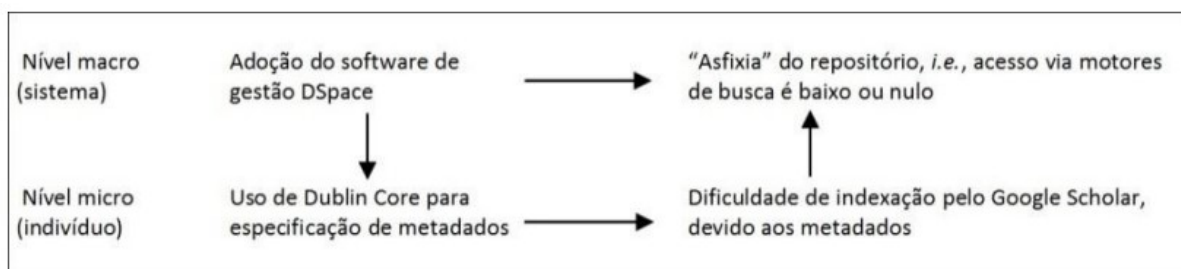 Nível macro
(sistema)
Adoção do software de
gestão DSpace
“Asfixia” do repositório, i.e., acesso via motores
de busca é baixo ou nulo
Nível micro
(indivíduo)
Uso de Dublin Core para
especificação de metadados
Dificuldade de indexação pelo Google Scholar,
devido aos metadados